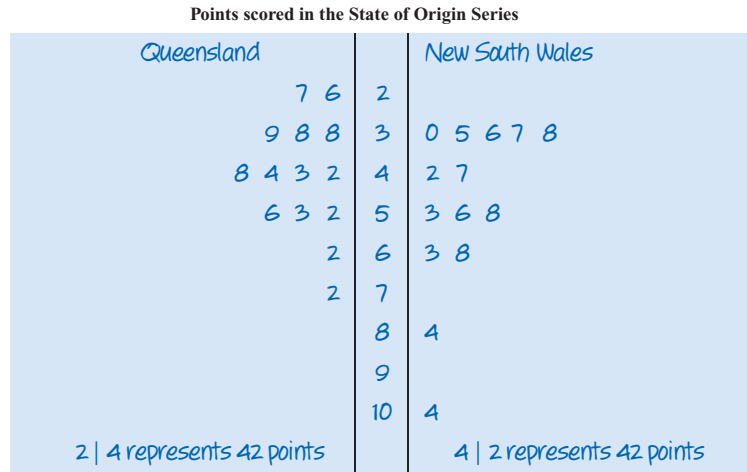 Points scored in the State of Origin Series
Queensland New South Wales
7 6 2
9 8 8 3 0 5 6 7 8
8 4 3 2 4 2 7
6 3 2 5 3 6 8
2 6 3 8
2 7
8 4
9
10 4
2 | 4 represents 42 points 4 | 2 represents 42 points